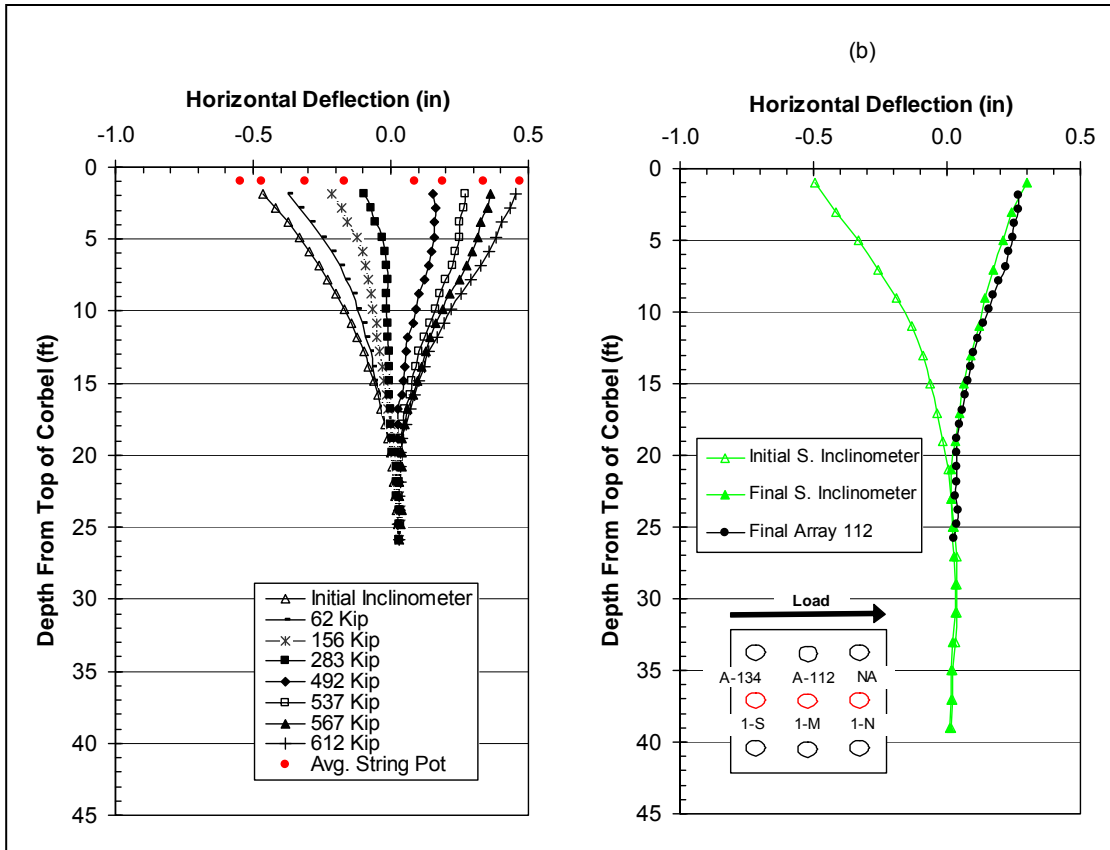 Horizontal Deflection (in)
-1.0 -0.5 0.0 0.5
Depth From Top of Corbel (ft)
0
5
10
15
20
25
30
35
40
45
Initial Inclinometer
62 Kip
156 Kip
283 Kip
492 Kip
537 Kip
567 Kip
612 Kip
Avg. String Pot
(b)
Horizontal Deflection (in)
-1.0 -0.5 0.0 0.5
Depth From Top of Corbel (ft)
0
5
10
15
20
25
30
35
40
45
Initial S. Inclinometer
Final S. Inclinometer
Final Array 112
Load
A-134 A-112 NA
1-S 1-M 1-N